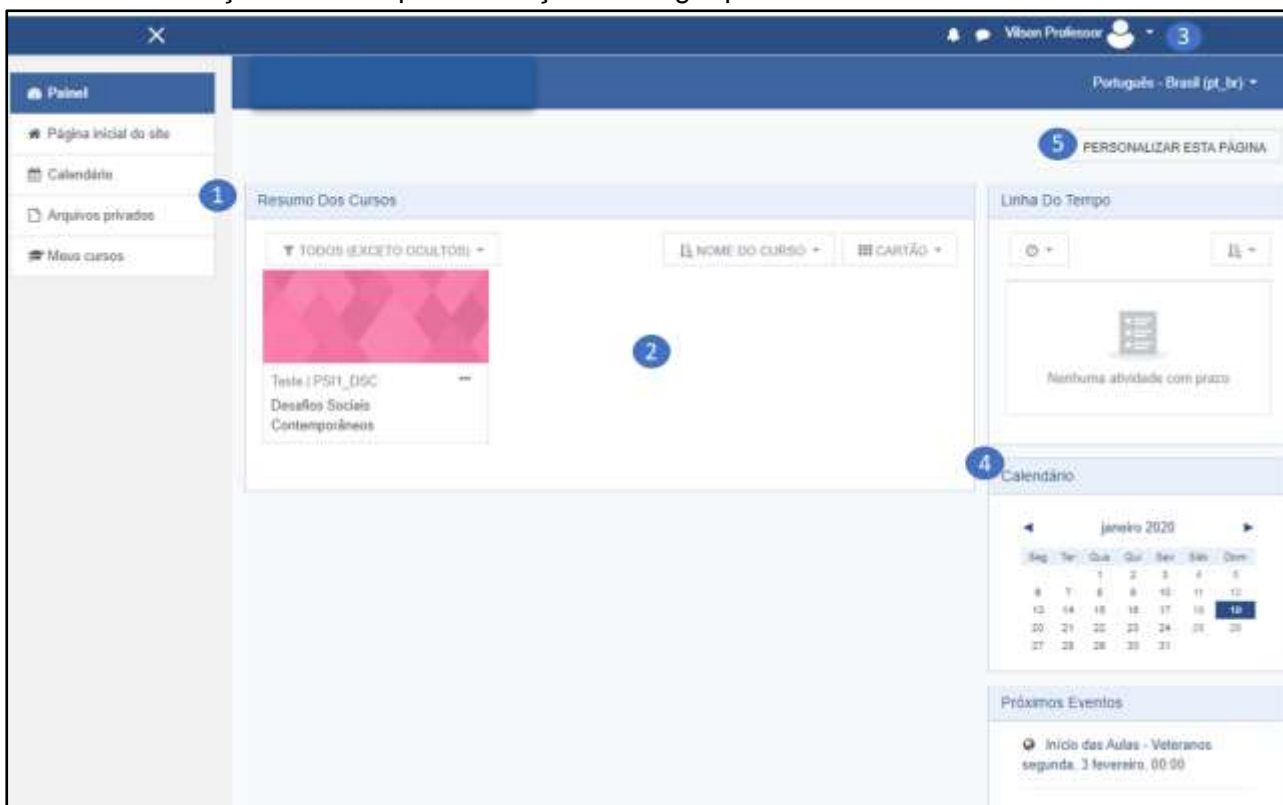 Vilson Professor
3
Painel
Português - Brasil (pt_br)
Página inicial do site
5
PERSONALIZAR ESTA PÁGINA
Calendário
1
Arquivos privados
Meus cursos
Resumo Dos Cursos
TODOS (EXCETO OCULTOS)
NOME DO CURSO
CARTÃO
2
Teste | PSI1_DSC
Desafios Sociais
Contemporâneos
Linha Do Tempo
Nenhuma atividade com prazo
4
Calendário
janeiro 2020
Seg Ter Qua Qui Sex Sáb Dom
1 2 3 4 5
6 7 8 9 10 11 12
13 14 15 16 17 18 19
20 21 22 23 24 25 26
27 28 29 30 31
Próximos Eventos
Início das Aulas - Veteranos
segunda, 3 fevereiro, 00:00